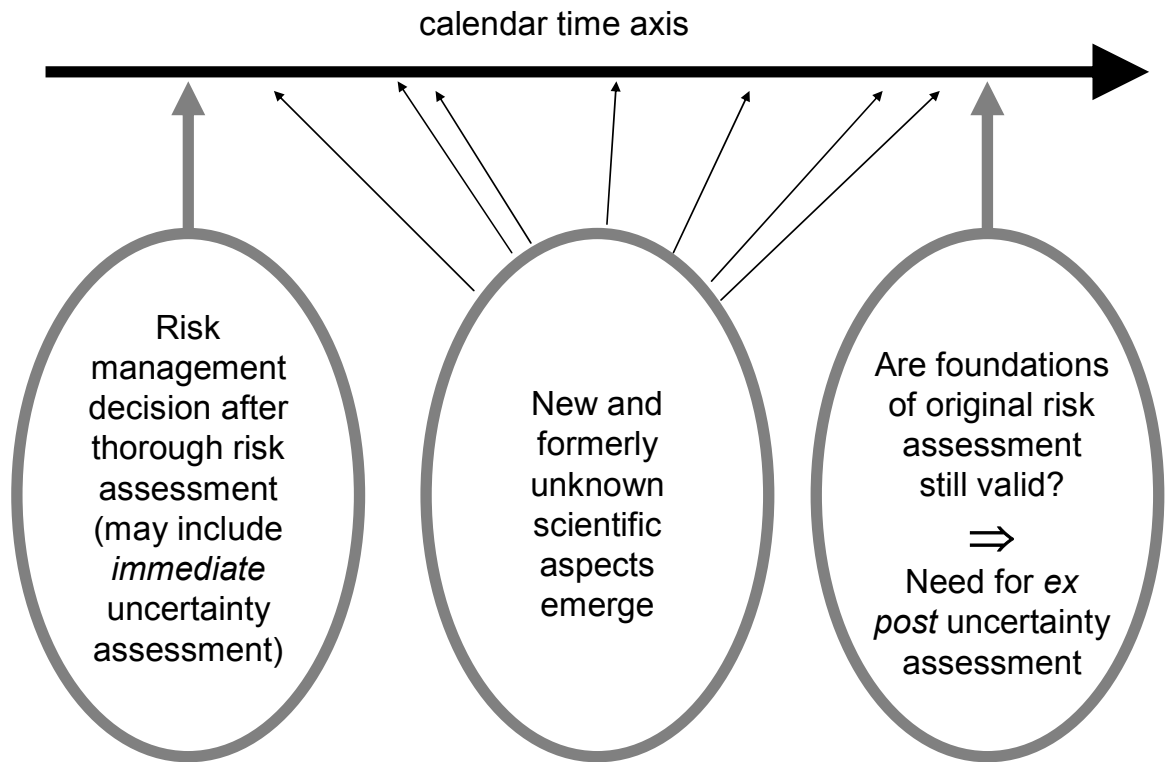 calendar time axis
Risk
management
decision after
thorough risk
assessment
(may include
immediate
uncertainty
assessment)
New and
formerly
unknown
scientific
aspects
emerge
Are foundations
of original risk
assessment
still valid?
⇒
Need for ex
post uncertainty
assessment